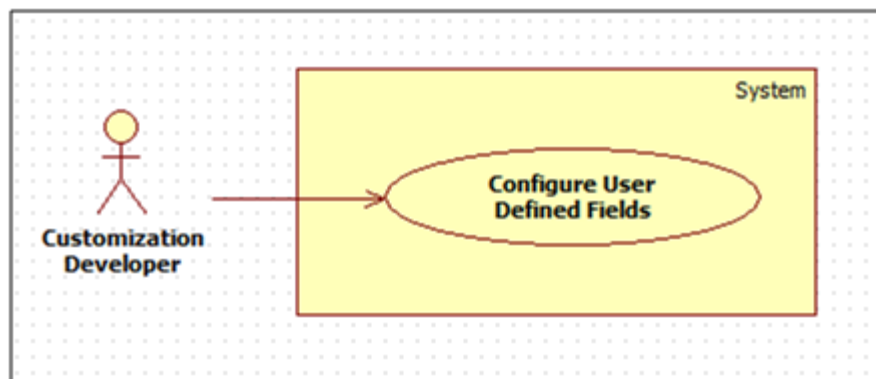 System
Configure User
Defined Fields
Customization
Developer